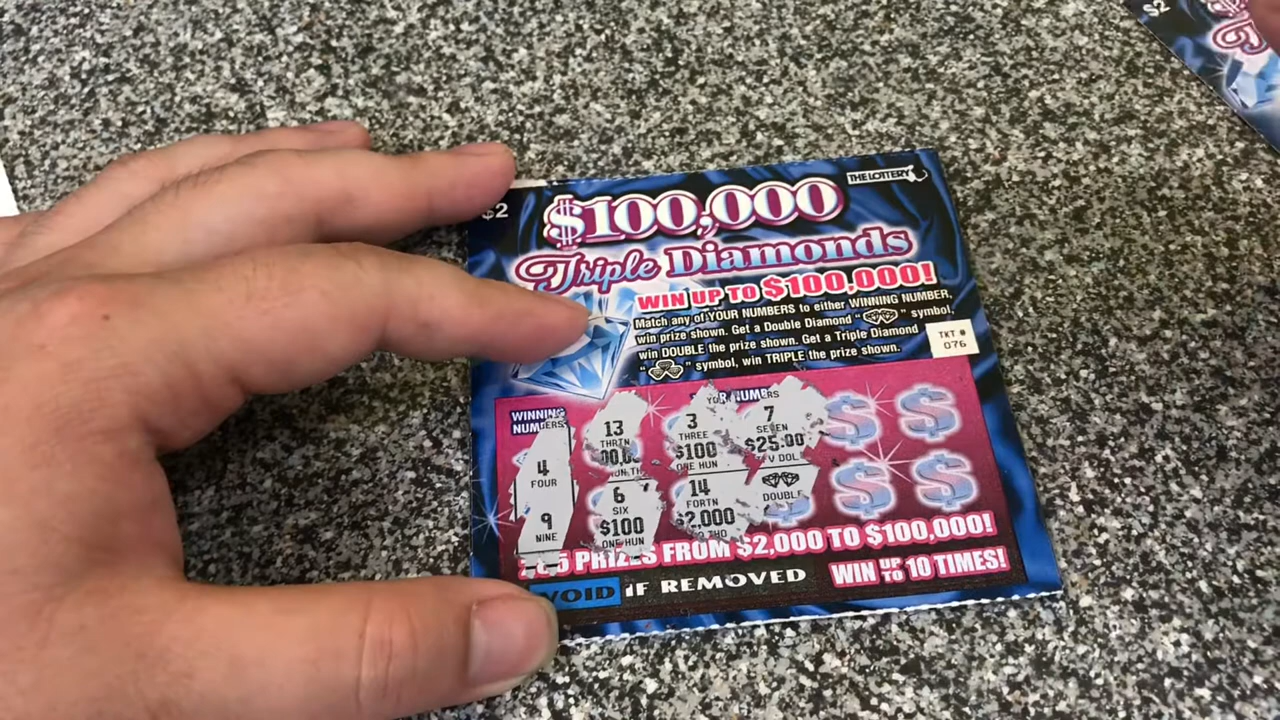 $2
$2
THE LOTTERY
$100,000
Triple Diamonds
WIN UP TO $100,000!
Match any of YOUR NUMBERS to either WINNING NUMBER,
win prize shown. Get a Double Diamond " " symbol,
win DOUBLE the prize shown. Get a Triple Diamond
" " symbol, win TRIPLE the prize shown.
TKT #
076
WINNING
NUMBERS
YOUR NUMBERS
4
FOUR
9
NINE
13
THRTN
3
THREE
$100
ONE HUN
7
SEVEN
$25.00
$
$
6
SIX
$100
ONE HUN
14
FORTN
$2,000
DOUBLE
$
$
PRIZES FROM $2,000 TO $100,000!
VOID IF REMOVED
WIN UP TO 10 TIMES!